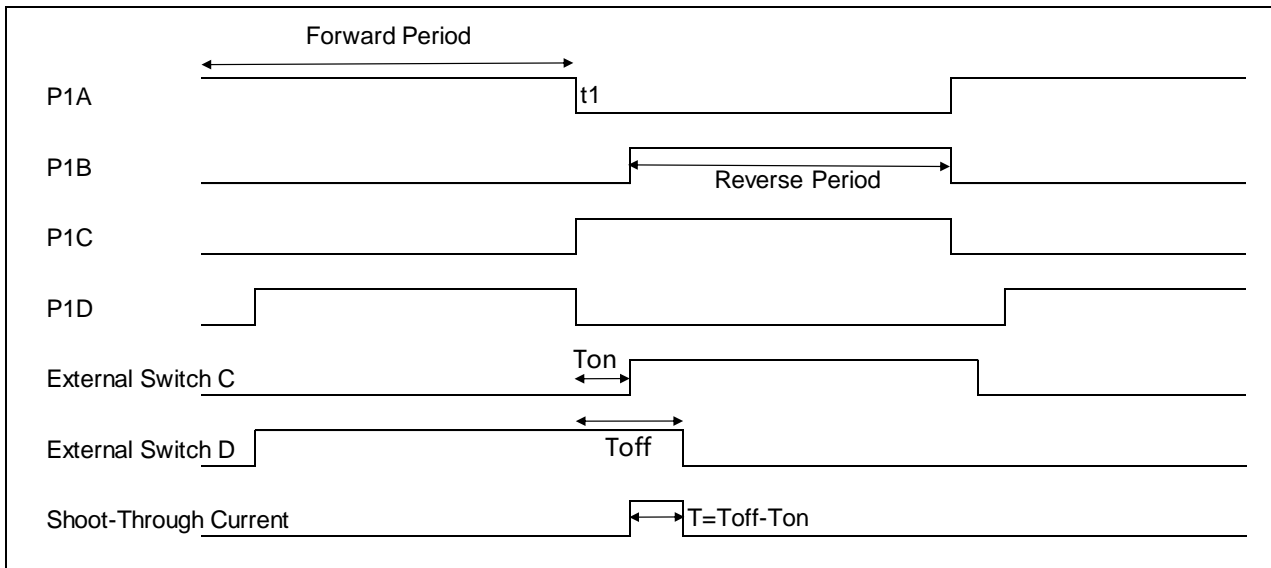 Forward Period
P1A
t1
P1B
Reverse Period
P1C
P1D
Ton
External Switch C
External Switch D
Toff
Shoot-Through Current
T=Toff-Ton